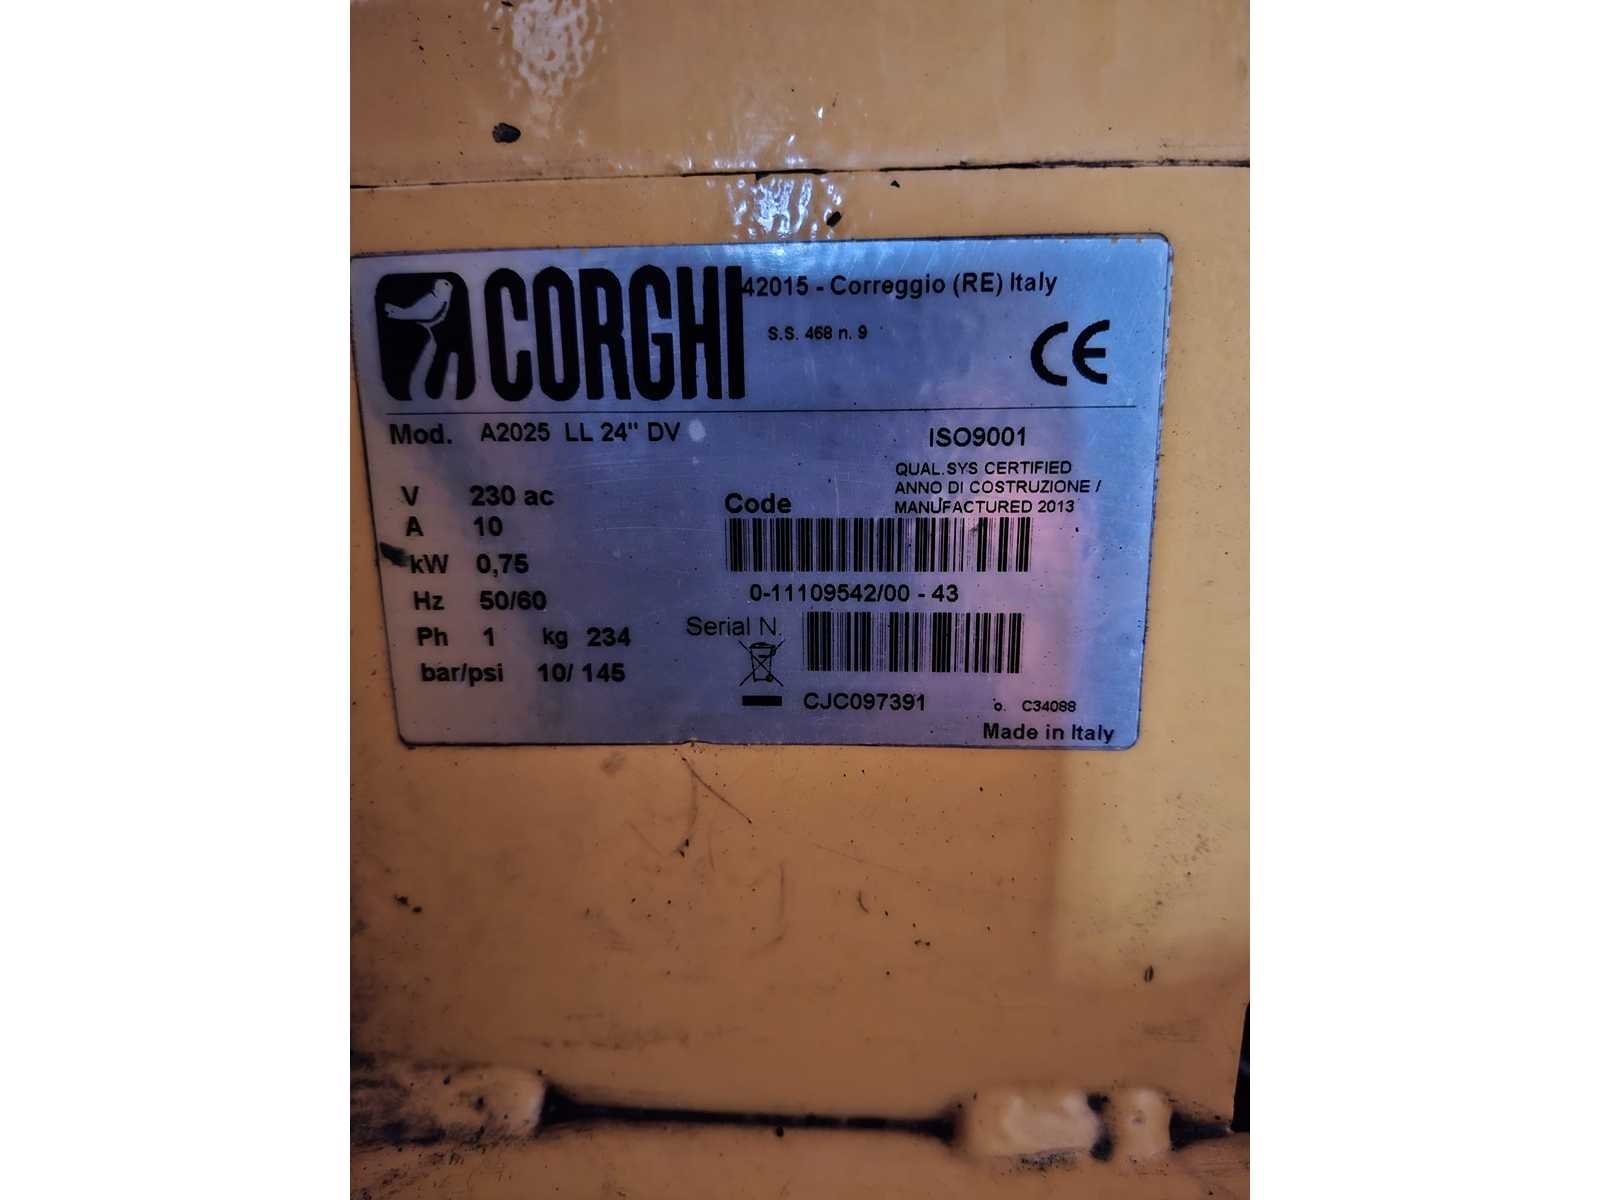 CORGHI 42015 - Correggio (RE) Italy
S.S. 468 n. 9
CE
Mod. A2025 LL 24" DV
ISO9001
QUAL.SYS CERTIFIED
ANNO DI COSTRUZIONE /
MANUFACTURED 2013
V 230 ac
A 10
kW 0,75
Hz 50/60
Ph 1 kg 234
bar/psi 10/ 145
Code
0-11109542/00 - 43
Serial N.
CJC097391
o. C34088
Made in Italy